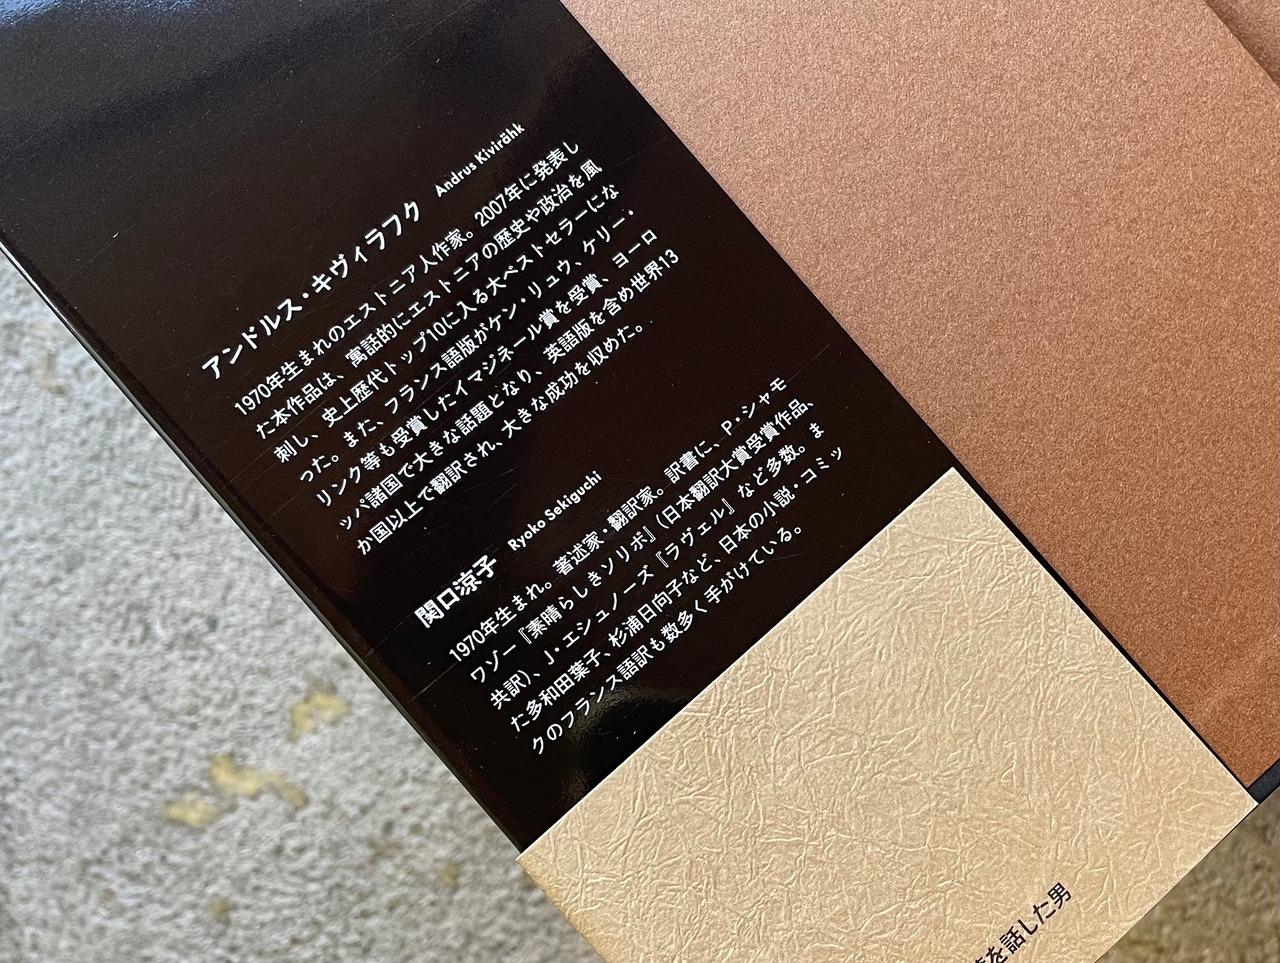 アンドルス・キヴィラフク Andrus Kivirähk
1970年生まれのエストニア人作家。2007年に発表し
た本作品は、寓話的にエストニアの歴史や政治を風
刺し、史上歴代トップ10に入る大ベストセラーにな
った。また、フランス語版がケン・リュウ、ケリー・
リンク等も受賞したイマジネール賞を受賞、ヨーロ
ッパ諸国で大きな話題となり、英語版を含め世界13
か国以上で翻訳され、大きな成功を収めた。
関口涼子 Ryoko Sekiguchi
1970年生まれ。著述家・翻訳家。訳書に、P・シャモ
ワゾー『素晴らしきソリボ』(日本翻訳大賞受賞作品、
共訳)、J・エシュノーズ『ラヴェル』など多数。ま
た多和田葉子、杉浦日向子など、日本の小説・コミッ
クのフランス語訳も数多く手がけている。
を話した男